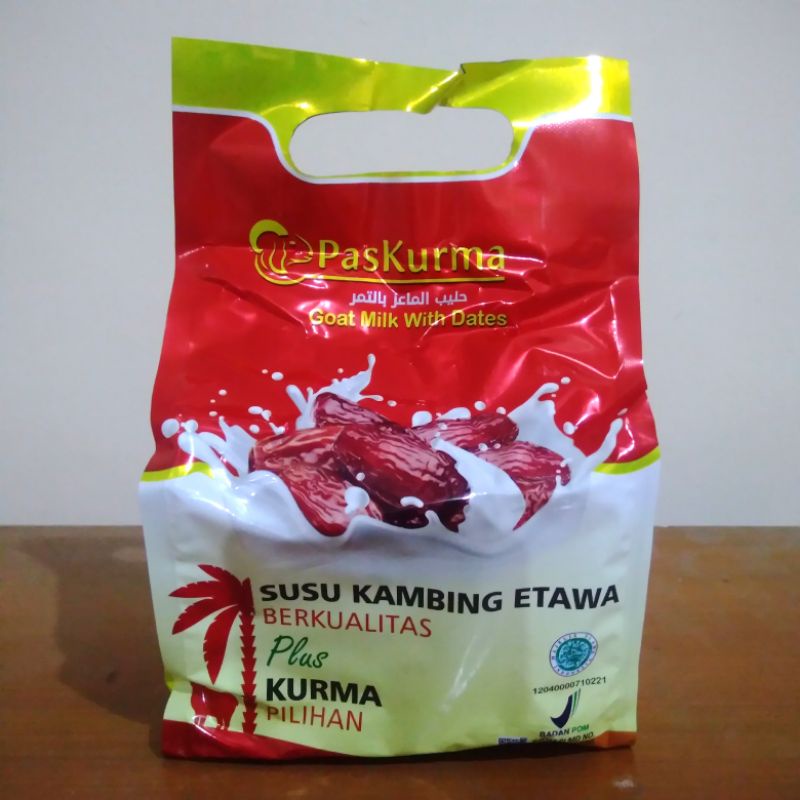 PasKurma
حليب الماعز بالتمر
Goat Milk With Dates
SUSU KAMBING ETAWA
BERKUALITAS
Plus
KURMA
PILIHAN
12040000710221
BADAN POM